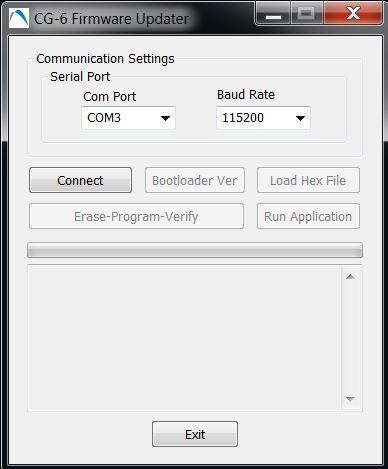 CG-6 Firmware Updater
Communication Settings
Serial Port
Com Port Baud Rate
COM3 115200
Connect Bootloader Ver Load Hex File
Erase-Program-Verify Run Application
Exit